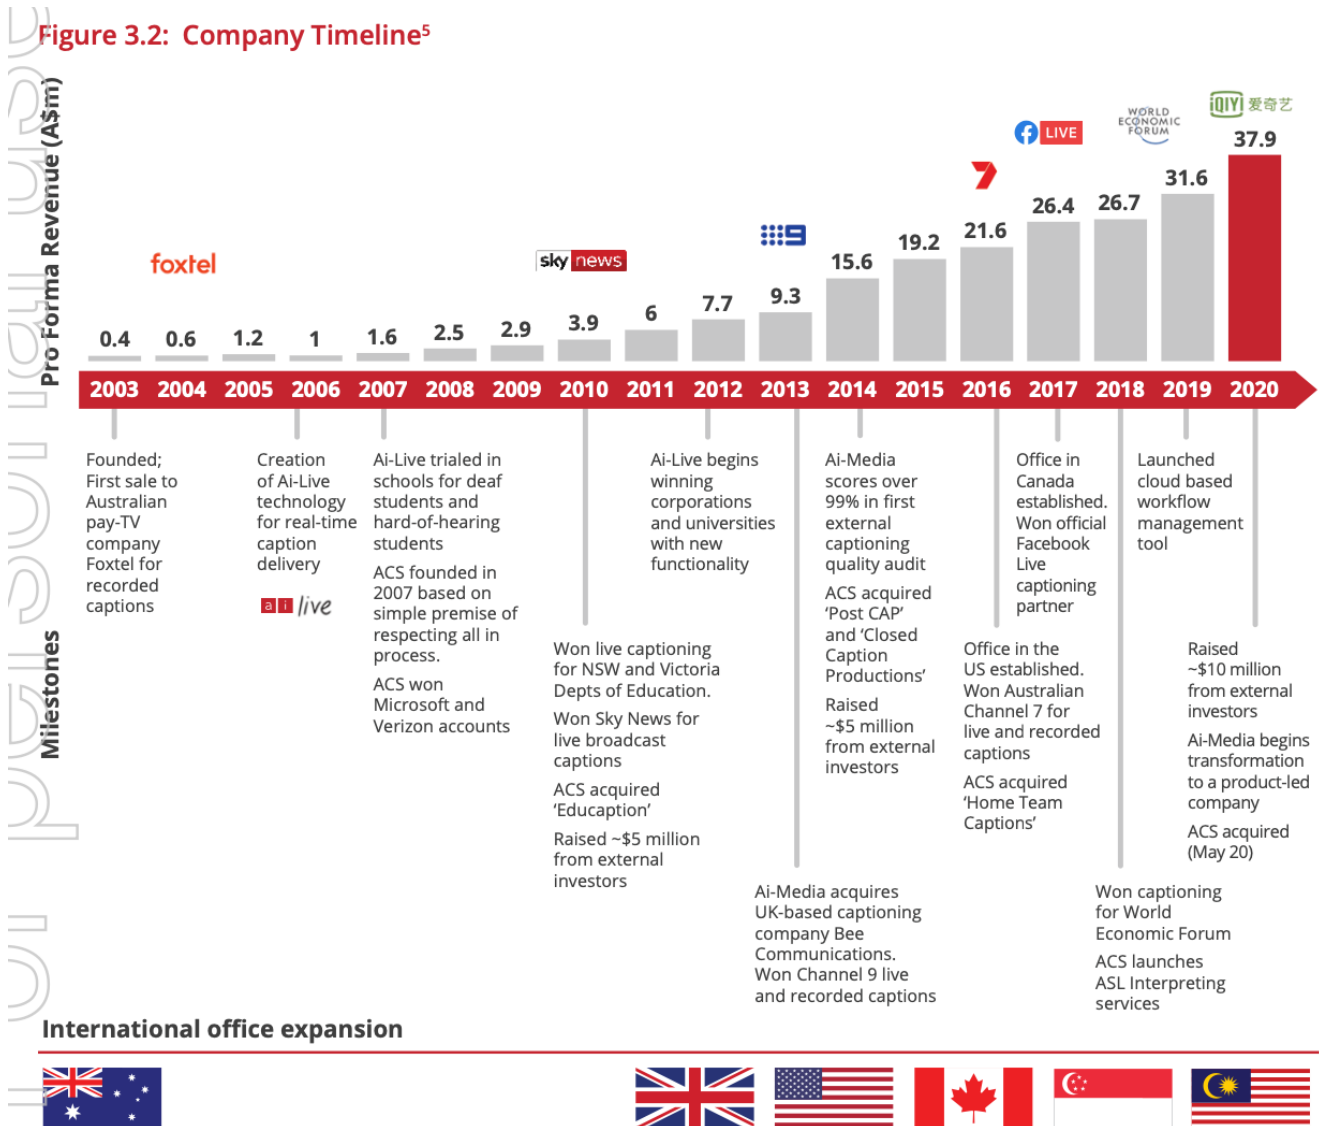 Figure 3.2: Company Timeline⁵
Pro Forma Revenue (A$m)
foxtel
sky news
9
7
LIVE
WORLD
ECONOMIC
FORUM
iQIYI 爱奇艺
0.4 0.6 1.2 1 1.6 2.5 2.9 3.9 6 7.7 9.3 15.6 19.2 21.6 26.4 26.7 31.6 37.9
2003 2004 2005 2006 2007 2008 2009 2010 2011 2012 2013 2014 2015 2016 2017 2018 2019 2020
Milestones
Founded;
First sale to
Australian
pay-TV
company
Foxtel for
recorded
captions
Creation
of Ai-Live
technology
for real-time
caption
delivery
ai live
Ai-Live trialed in
schools for deaf
students and
hard-of-hearing
students
ACS founded in
2007 based on
simple premise of
respecting all in
process.
ACS won
Microsoft and
Verizon accounts
Won live captioning
for NSW and Victoria
Depts of Education.
Won Sky News for
live broadcast
captions
ACS acquired
‘Educaption’
Raised ~$5 million
from external
investors
Ai-Live begins
winning
corporations
and universities
with new
functionality
Ai-Media acquires
UK-based captioning
company Bee
Communications.
Won Channel 9 live
and recorded captions
Ai-Media
scores over
99% in first
external
captioning
quality audit
ACS acquired
‘Post CAP’
and ‘Closed
Caption
Productions’
Raised
~$5 million
from external
investors
Office in the
US established.
Won Australian
Channel 7 for
live and recorded
captions
ACS acquired
‘Home Team
Captions’
Office in
Canada
established.
Won official
Facebook
Live
captioning
partner
Won captioning
for World
Economic Forum
ACS launches
ASL Interpreting
services
Launched
cloud based
workflow
management
tool
Raised
~$10 million
from external
investors
Ai-Media begins
transformation
to a product-led
company
ACS acquired
(May 20)
International office expansion
or personal use